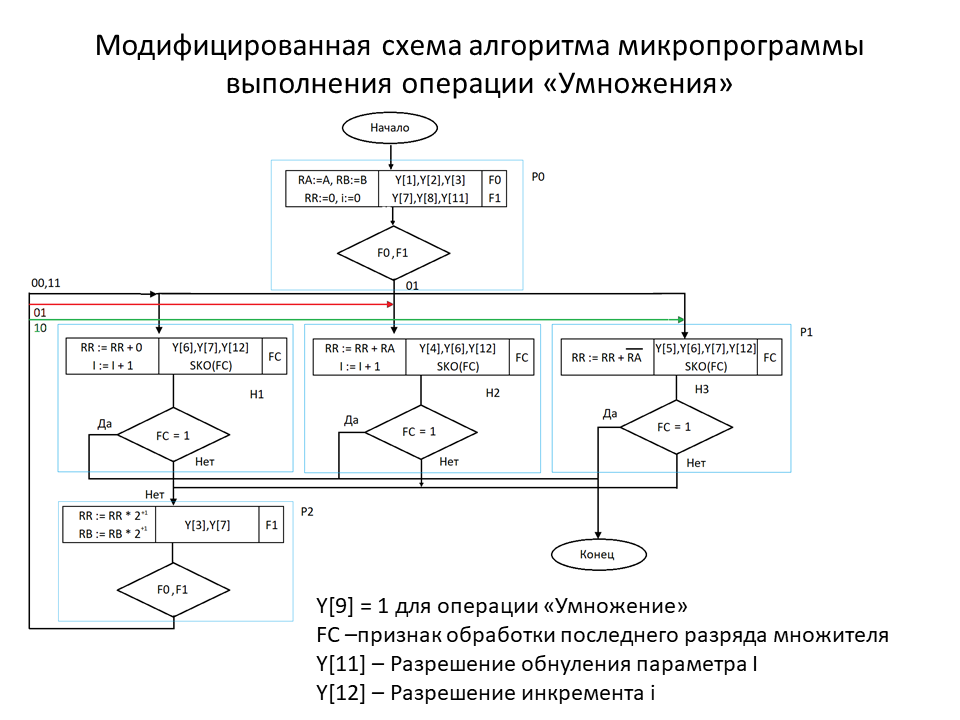 Модифицированная схема алгоритма микропрограммы
выполнения операции «Умножения»
Начало
P0
RA:=A, RB:=B
RR:=0, i:=0
Y[1],Y[2],Y[3]
Y[7],Y[8],Y[11]
F0
F1
F0,F1
01
00,11
01
10
P1
RR := RR + 0
I := I + 1
Y[6],Y[7],Y[12]
SKO(FC)
FC
H1
Да
FC = 1
Нет
RR := RR + RA
I := I + 1
Y[4],Y[6],Y[12]
SKO(FC)
FC
H2
Да
FC = 1
Нет
RR := RR + R̅A̅
Y[5],Y[6],Y[7],Y[12]
SKO(FC)
FC
H3
Да
FC = 1
Нет
Нет
P2
RR := RR * 2⁺¹
RB := RB * 2⁺¹
Y[3],Y[7]
F1
F0,F1
Конец
Y[9] = 1 для операции «Умножение»
FC –признак обработки последнего разряда множителя
Y[11] – Разрешение обнуления параметра I
Y[12] – Разрешение инкремента i